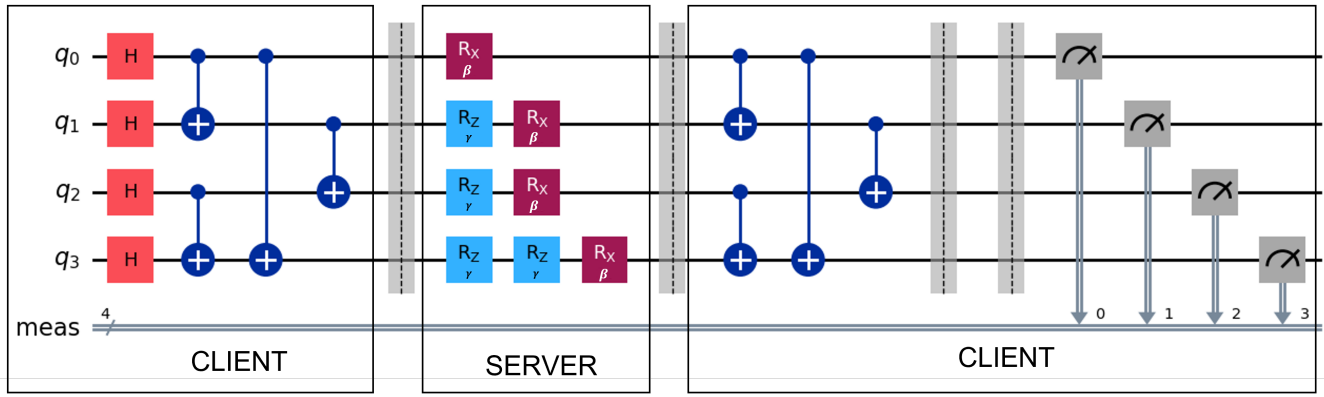 q0 H RX β
q1 H RZ γ RX β
q2 H RZ γ RX β
q3 H RZ γ RZ γ RX β
meas 4 0 1 2 3
CLIENT SERVER CLIENT